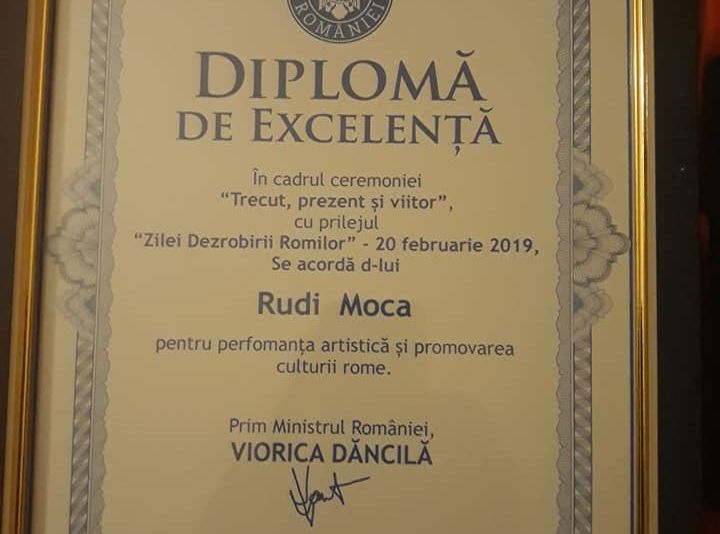 ROMÂNIEI
DIPLOMĂ
DE EXCELENȚĂ
În cadrul ceremoniei
“Trecut, prezent și viitor”,
cu prilejul
“Zilei Dezrobirii Romilor” - 20 februarie 2019,
Se acordă d-lui
Rudi Moca
pentru perfomanța artistică și promovarea
culturii rome.
Prim Ministrul României,
VIORICA DĂNCILĂ